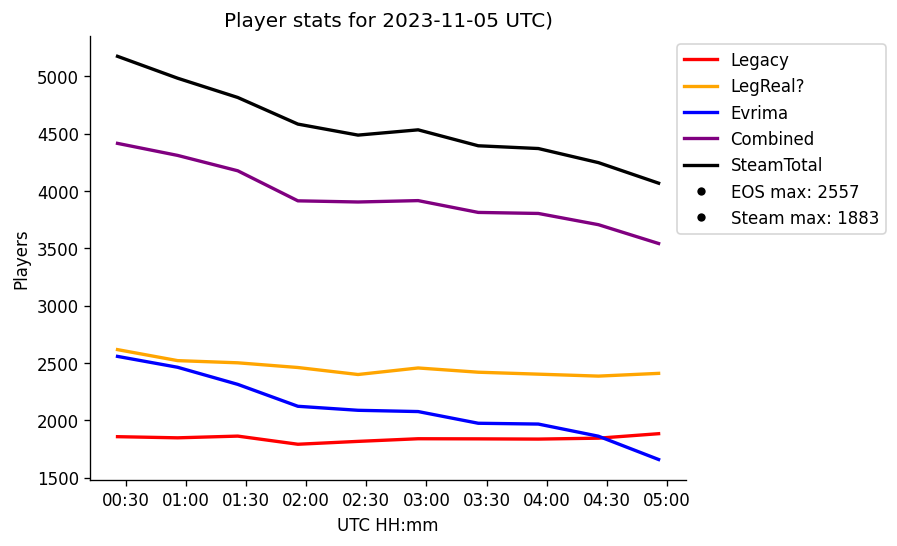 Player stats for 2023-11-05 UTC)
Legacy
LegReal?
Evrima
Combined
SteamTotal
EOS max: 2557
Steam max: 1883
Players
5000
4500
4000
3500
3000
2500
2000
1500
00:30 01:00 01:30 02:00 02:30 03:00 03:30 04:00 04:30 05:00
UTC HH:mm